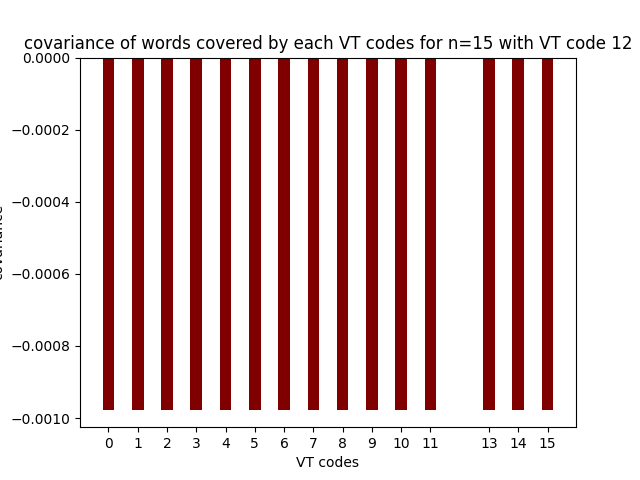 covariance of words covered by each VT codes for n=15 with VT code 12
0.0000
−0.0002
−0.0004
−0.0006
−0.0008
−0.0010
0 1 2 3 4 5 6 7 8 9 10 11 13 14 15
VT codes